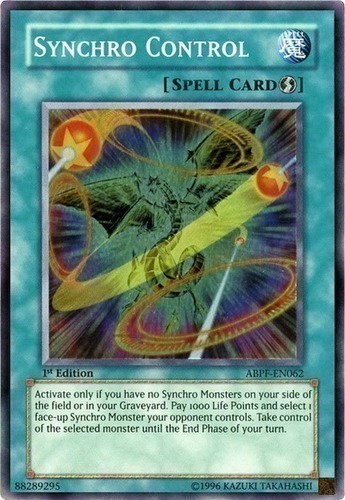 SYNCHRO CONTROL
魔
[SPELL CARD]
1st Edition
ABPF-EN062
Activate only if you have no Synchro Monsters on your side of
the field or in your Graveyard. Pay 1000 Life Points and select 1
face-up Synchro Monster your opponent controls. Take control
of the selected monster until the End Phase of your turn.
88289295
©1996 KAZUKI TAKAHASHI